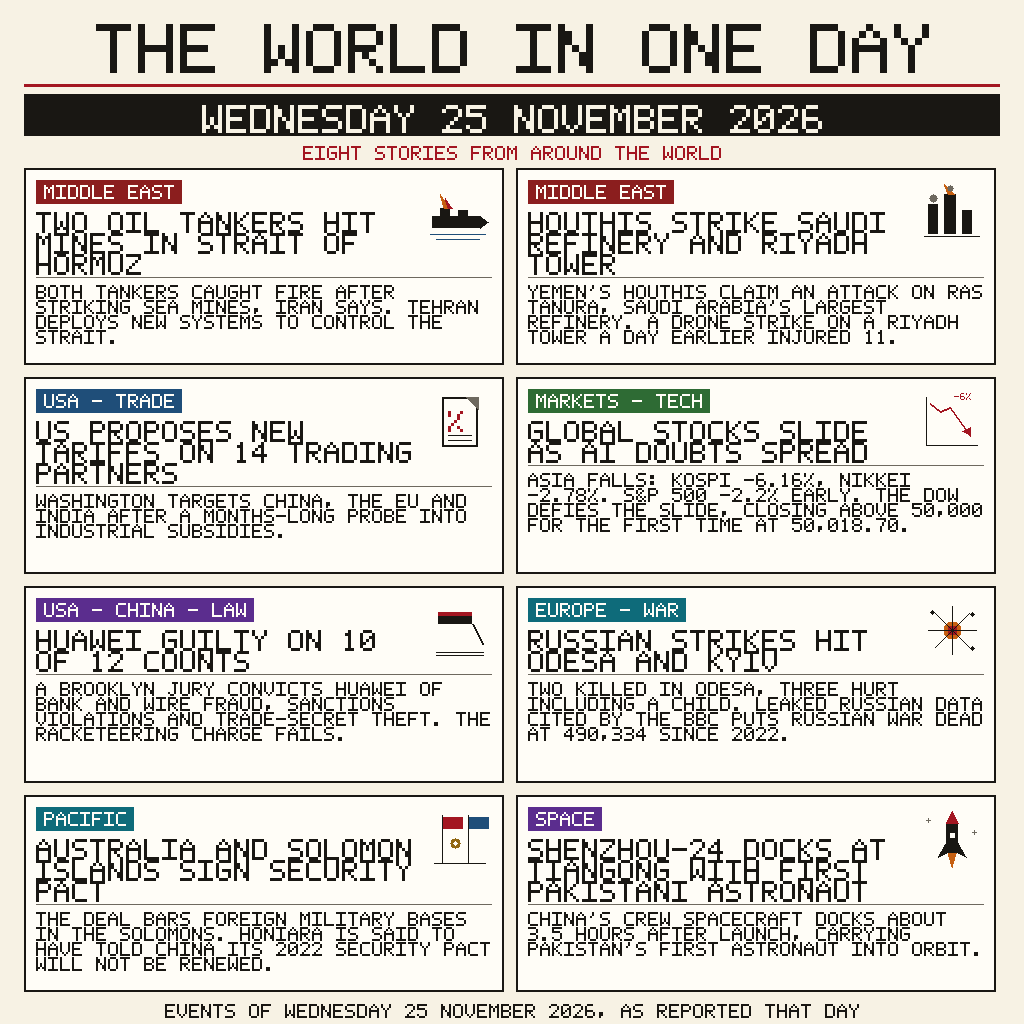 THE WORLD IN ONE DAY
WEDNESDAY 25 NOVEMBER 2026
EIGHT STORIES FROM AROUND THE WORLD
MIDDLE EAST
TWO OIL TANKERS HIT
MINES IN STRAIT OF
HORMOZ
BOTH TANKERS CAUGHT FIRE AFTER
STRIKING SEA MINES, IRAN SAYS. TEHRAN
DEPLOYS NEW SYSTEMS TO CONTROL THE
STRAIT.
MIDDLE EAST
HOUTHIS STRIKE SAUDI
REFINERY AND RIYADH
TOWER
YEMEN'S HOUTHIS CLAIM AN ATTACK ON RAS
TANURA, SAUDI ARABIA'S LARGEST
REFINERY. A DRONE STRIKE ON A RIYADH
TOWER A DAY EARLIER INJURED 11.
USA - TRADE
US PROPOSES NEW
TARIFFS ON 14 TRADING
PARTNERS
WASHINGTON TARGETS CHINA, THE EU AND
INDIA AFTER A MONTHS-LONG PROBE INTO
INDUSTRIAL SUBSIDIES.
MARKETS - TECH
-6%
GLOBAL STOCKS SLIDE
AS AI DOUBTS SPREAD
ASIA FALLS: KOSPI -6.16%, NIKKEI
-2.78%. S&P 500 -2.2% EARLY. THE DOW
DEFIES THE SLIDE, CLOSING ABOVE 50,000
FOR THE FIRST TIME AT 50,018.70.
USA - CHINA - LAW
HUAWEI GUILTY ON 10
OF 12 COUNTS
A BROOKLYN JURY CONVICTS HUAWEI OF
BANK AND WIRE FRAUD, SANCTIONS
VIOLATIONS AND TRADE-SECRET THEFT. THE
RACKETEERING CHARGE FAILS.
EUROPE - WAR
RUSSIAN STRIKES HIT
ODESA AND KYIV
TWO KILLED IN ODESA, THREE HURT
INCLUDING A CHILD. LEAKED RUSSIAN DATA
CITED BY THE BBC PUTS RUSSIAN WAR DEAD
AT 490,334 SINCE 2022.
PACIFIC
AUSTRALIA AND SOLOMON
ISLANDS SIGN SECURITY
PACT
THE DEAL BARS FOREIGN MILITARY BASES
IN THE SOLOMONS. HONIARA IS SAID TO
HAVE TOLD CHINA ITS 2022 SECURITY PACT
WILL NOT BE RENEWED.
SPACE
SHENZHOU-24 DOCKS AT
TIANGONG WITH FIRST
PAKISTANI ASTRONAUT
CHINA'S CREW SPACECRAFT DOCKS ABOUT
3.5 HOURS AFTER LAUNCH, CARRYING
PAKISTAN'S FIRST ASTRONAUT INTO ORBIT.
EVENTS OF WEDNESDAY 25 NOVEMBER 2026, AS REPORTED THAT DAY